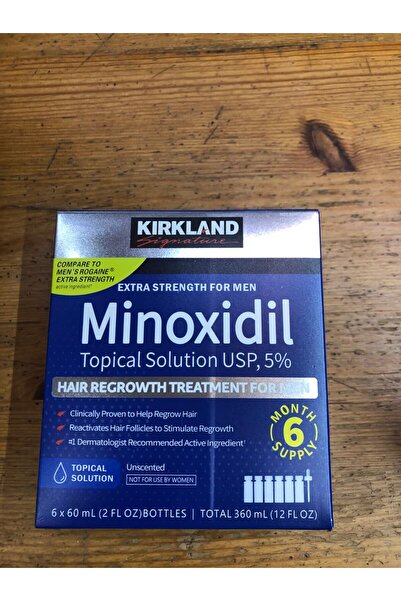 KIRKLAND
Signature
COMPARE TO
MEN'S ROGAINE®
EXTRA STRENGTH
active ingredient†
EXTRA STRENGTH FOR MEN
Minoxidil
Topical Solution USP, 5%
HAIR REGROWTH TREATMENT FOR MEN
Clinically Proven to Help Regrow Hair
Reactivates Hair Follicles to Stimulate Growth
#1 Dermatologist Recommended Active Ingredient†
MONTH
6
SUPPLY
TOPICAL
SOLUTION
Unscented
NOT FOR USE BY WOMEN
6 x 60 mL (2 FL OZ) BOTTLES | TOTAL 360 mL (12 FL OZ)